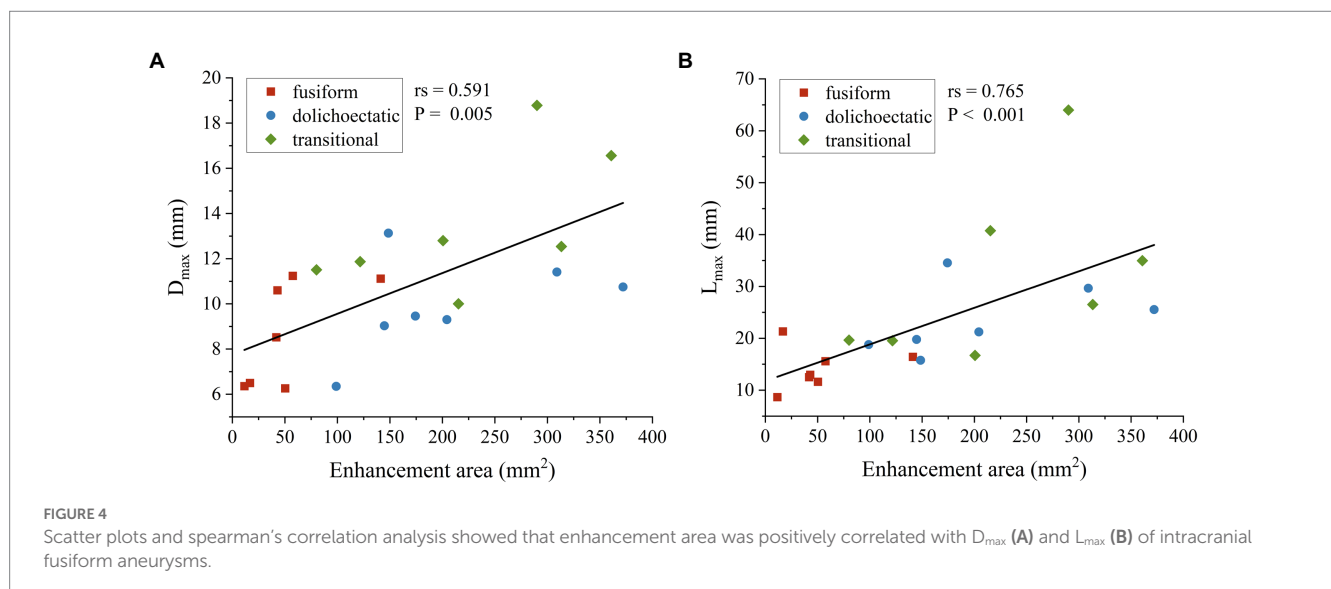 A
20
18
16
14
12
10
8
6
D_max (mm)
fusiform
dolichoectatic
transitional
rs = 0.591
P = 0.005
0 50 100 150 200 250 300 350 400
Enhancement area (mm²)
B
70
60
50
40
30
20
10
L_max (mm)
fusiform
dolichoectatic
transitional
rs = 0.765
P < 0.001
0 50 100 150 200 250 300 350 400
Enhancement area (mm²)
FIGURE 4
Scatter plots and spearman's correlation analysis showed that enhancement area was positively correlated with D_max (A) and L_max (B) of intracranial
fusiform aneurysms.